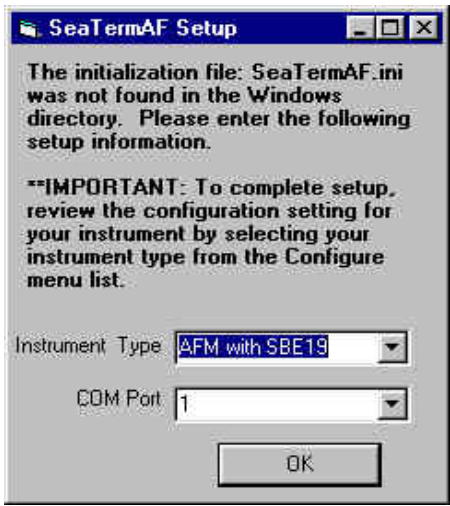 SeaTermAF Setup
The initialization file: SeaTermAF.ini
was not found in the Windows
directory. Please enter the following
setup information.
**IMPORTANT: To complete setup,
review the configuration setting for
your instrument by selecting your
instrument type from the Configure
menu list.
Instrument Type AFM with SBE19
COM Port 1
OK